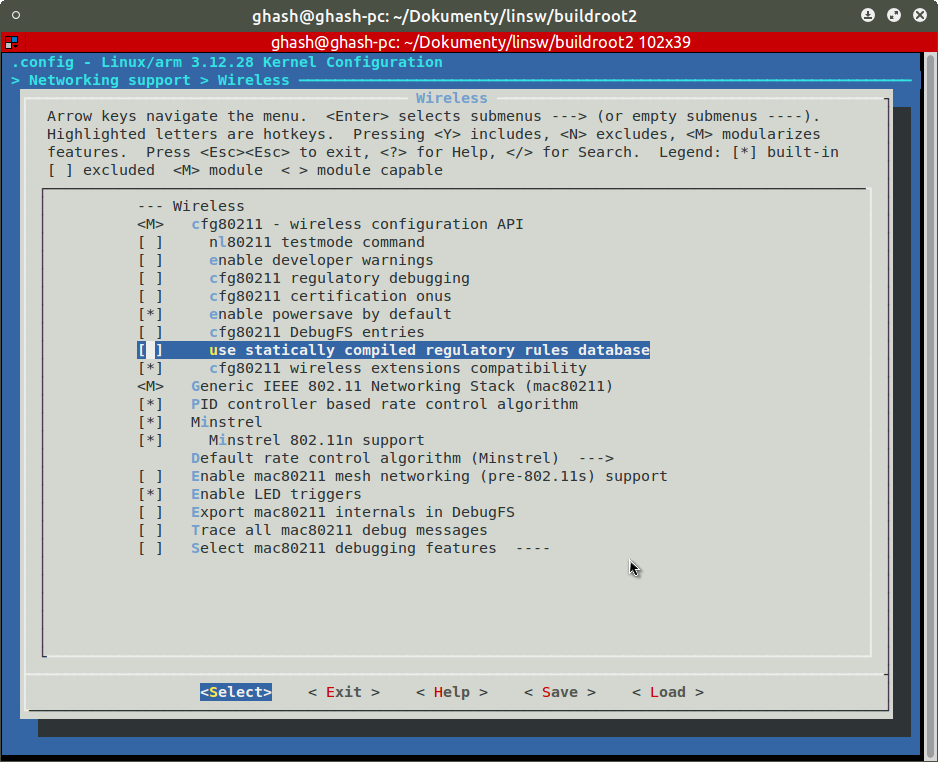 ghash@ghash-pc: ~/Dokumenty/linsw/buildroot2
ghash@ghash-pc: ~/Dokumenty/linsw/buildroot2 102x39
.config - Linux/arm 3.12.28 Kernel Configuration
> Networking support > Wireless
Wireless
Arrow keys navigate the menu.  <Enter> selects submenus ---> (or empty submenus ----).
Highlighted letters are hotkeys.  Pressing <Y> includes, <N> excludes, <M> modularizes
features.  Press <Esc><Esc> to exit, <?> for Help, </> for Search.  Legend: [*] built-in
[ ] excluded  <M> module  < > module capable
--- Wireless
<M>   cfg80211 - wireless configuration API
[ ]     nl80211 testmode command
[ ]     enable developer warnings
[ ]     cfg80211 regulatory debugging
[ ]     cfg80211 certification onus
[*]     enable powersave by default
[ ]     cfg80211 DebugFS entries
[ ]     use statically compiled regulatory rules database
[*]     cfg80211 wireless extensions compatibility
<M>   Generic IEEE 802.11 Networking Stack (mac80211)
[*]   PID controller based rate control algorithm
[*]   Minstrel
[*]     Minstrel 802.11n support
Default rate control algorithm (Minstrel)  --->
[ ]   Enable mac80211 mesh networking (pre-802.11s) support
[*]   Enable LED triggers
[ ]   Export mac80211 internals in DebugFS
[ ]   Trace all mac80211 debug messages
[ ]   Select mac80211 debugging features  ----
<Select>    < Exit >    < Help >    < Save >    < Load >